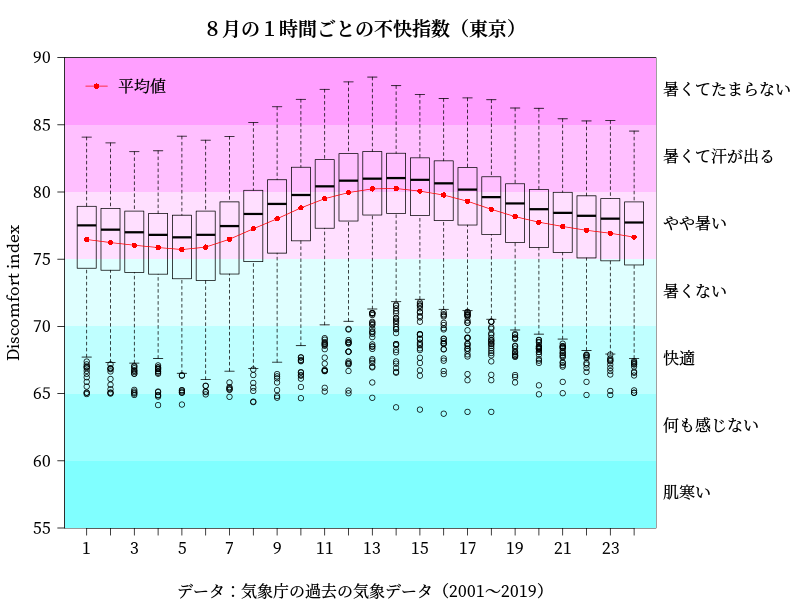 ８月の１時間ごとの不快指数（東京）
平均値
Discomfort index
90
85
80
75
70
65
60
55
暑くてたまらない
暑くて汗が出る
やや暑い
暑くない
快適
何も感じない
肌寒い
1 3 5 7 9 11 13 15 17 19 21 23
データ：気象庁の過去の気象データ（2001〜2019）